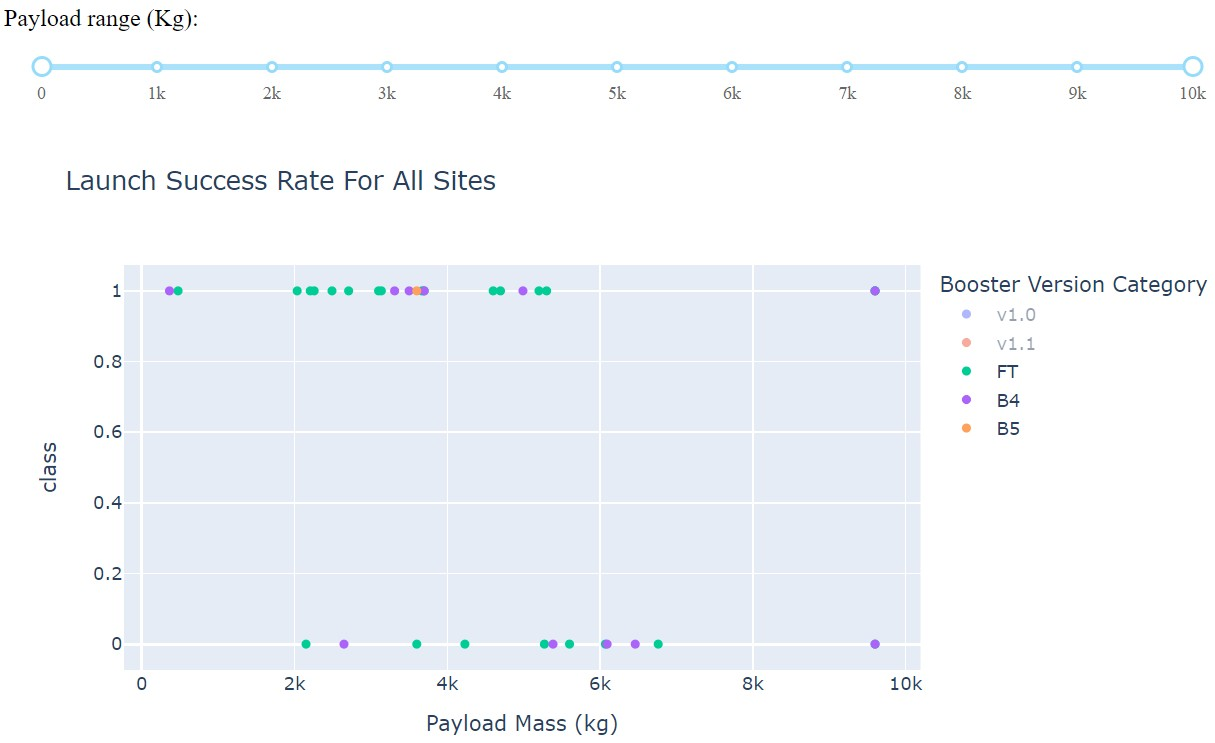 Payload range (Kg):
0 1k 2k 3k 4k 5k 6k 7k 8k 9k 10k
Launch Success Rate For All Sites
Booster Version Category
v1.0
v1.1
FT
B4
B5
class
1
0.8
0.6
0.4
0.2
0
0 2k 4k 6k 8k 10k
Payload Mass (kg)